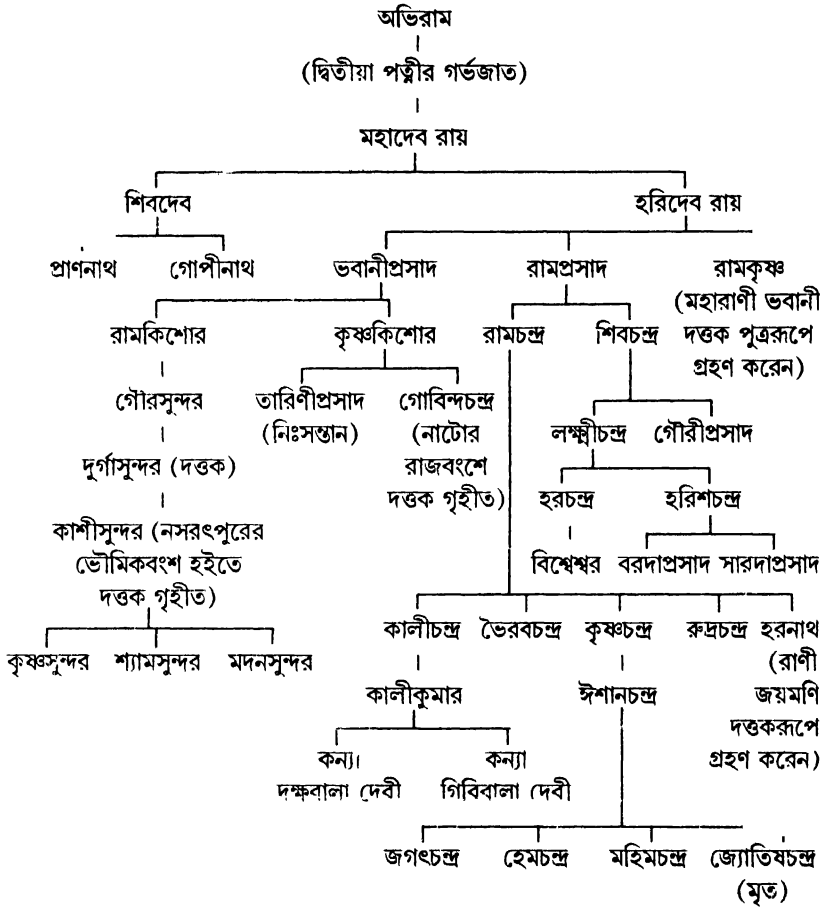 অভিরাম
(দ্বিতীয়া পত্নীর গর্ভজাত)
মহাদেব রায়
শিবদেব হরিদেব রায়
প্রাণনাথ গোপীনাথ ভবানীপ্রসাদ রামপ্রসাদ রামকৃষ্ণ
(মহারাণী ভবানী
রামকিশোর কৃষ্ণকিশোর রামচন্দ্র শিবচন্দ্র দত্তক পুত্ররূপে
গ্রহণ করেন)
গৌরসুন্দর তারিণীপ্রসাদ গোবিন্দচন্দ্র
(নিঃসন্তান) (নাটোর লক্ষ্মীচন্দ্র গৌরীপ্রসাদ
দুর্গাসুন্দর (দত্তক) রাজবংশে
দত্তক গৃহীত) হরচন্দ্র হরিশচন্দ্র
কাশীসুন্দর (নসরৎপুরের
ভৌমিকবংশ হইতে বিশ্বেশ্বর বরদাপ্রসাদ সারদাপ্রসাদ
দত্তক গৃহীত)
কালীচন্দ্র ভৈরবচন্দ্র কৃষ্ণচন্দ্র রুদ্রচন্দ্র হরনাথ
কৃষ্ণসুন্দর শ্যামসুন্দর মদনসুন্দর (রাণী
কালীকুমার ঈশানচন্দ্র জয়মণি
দত্তকরূপে
কন্যা কন্যা গ্রহণ করেন)
দক্ষবালা দেবী গিবিবালা দেবী
জগৎচন্দ্র হেমচন্দ্র মহিমচন্দ্র জ্যোতিষচন্দ্র
(মৃত)